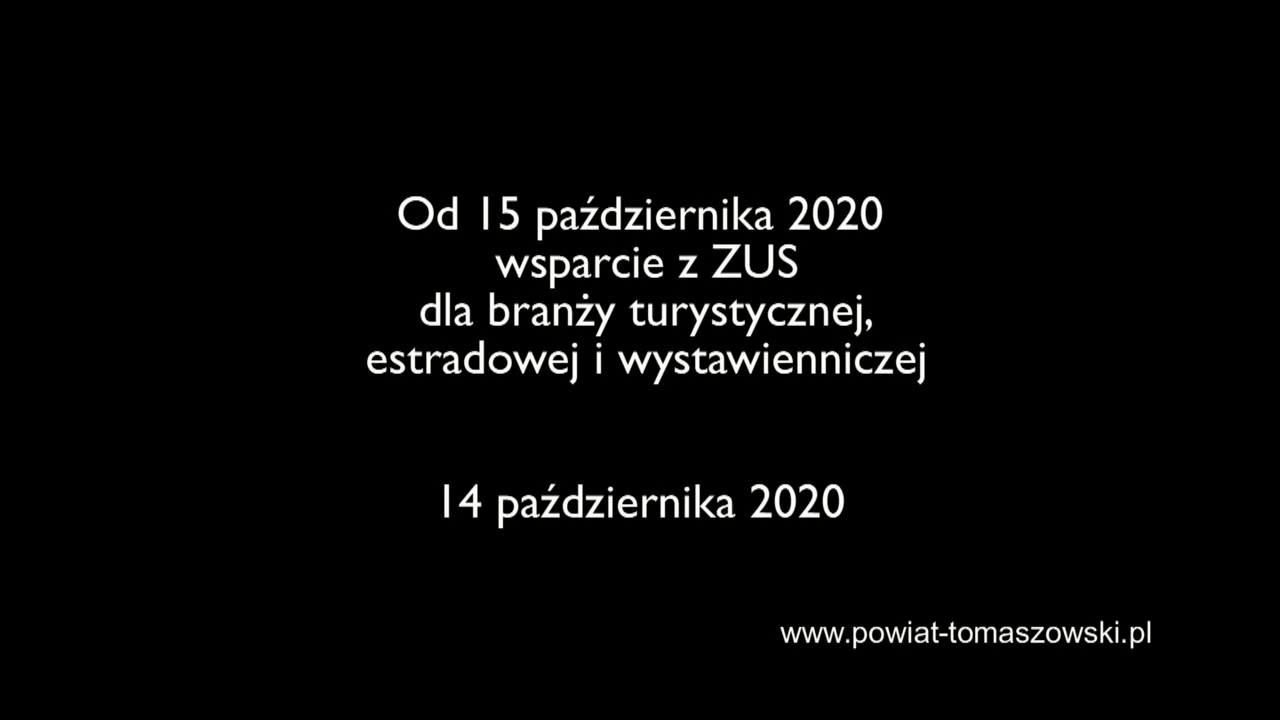 Od 15 października 2020
wsparcie z ZUS
dla branży turystycznej,
estradowej i wystawienniczej
14 października 2020
www.powiat-tomaszowski.pl